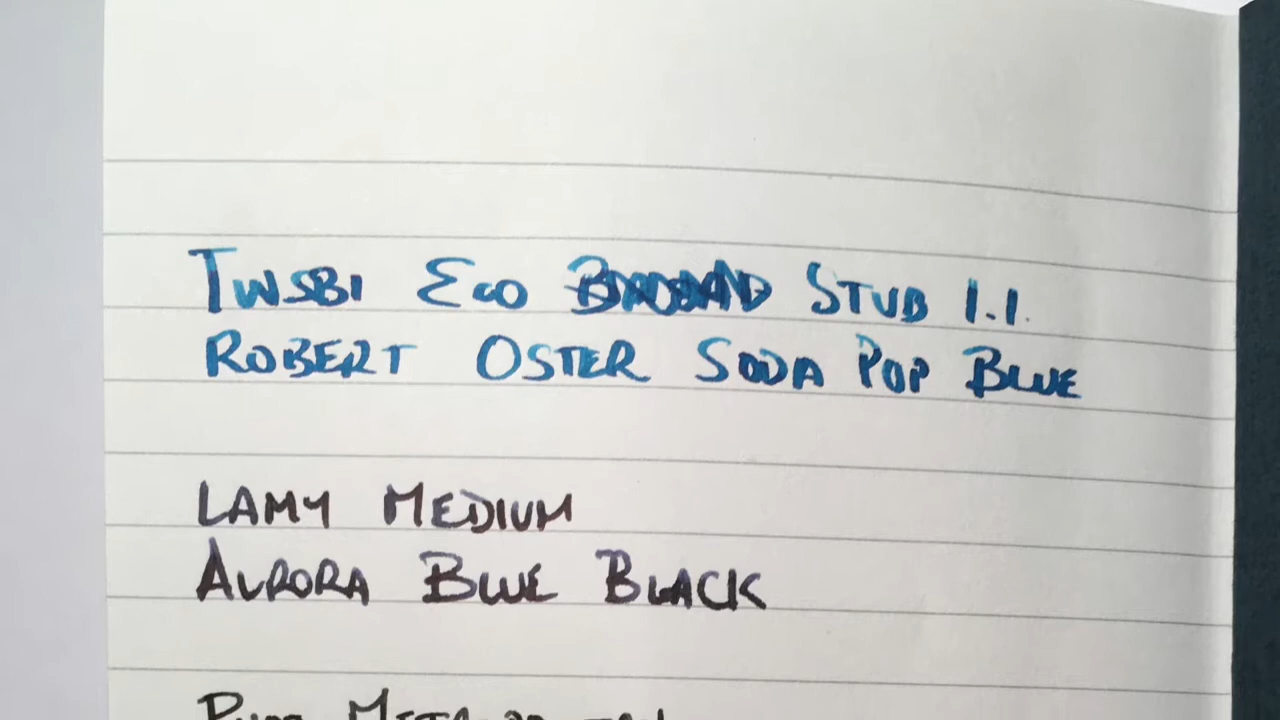 TWSBI ECO STUB 1.1.
ROBERT OSTER SODA POP BLUE
LAMY MEDIUM
AURORA BLUE BLACK